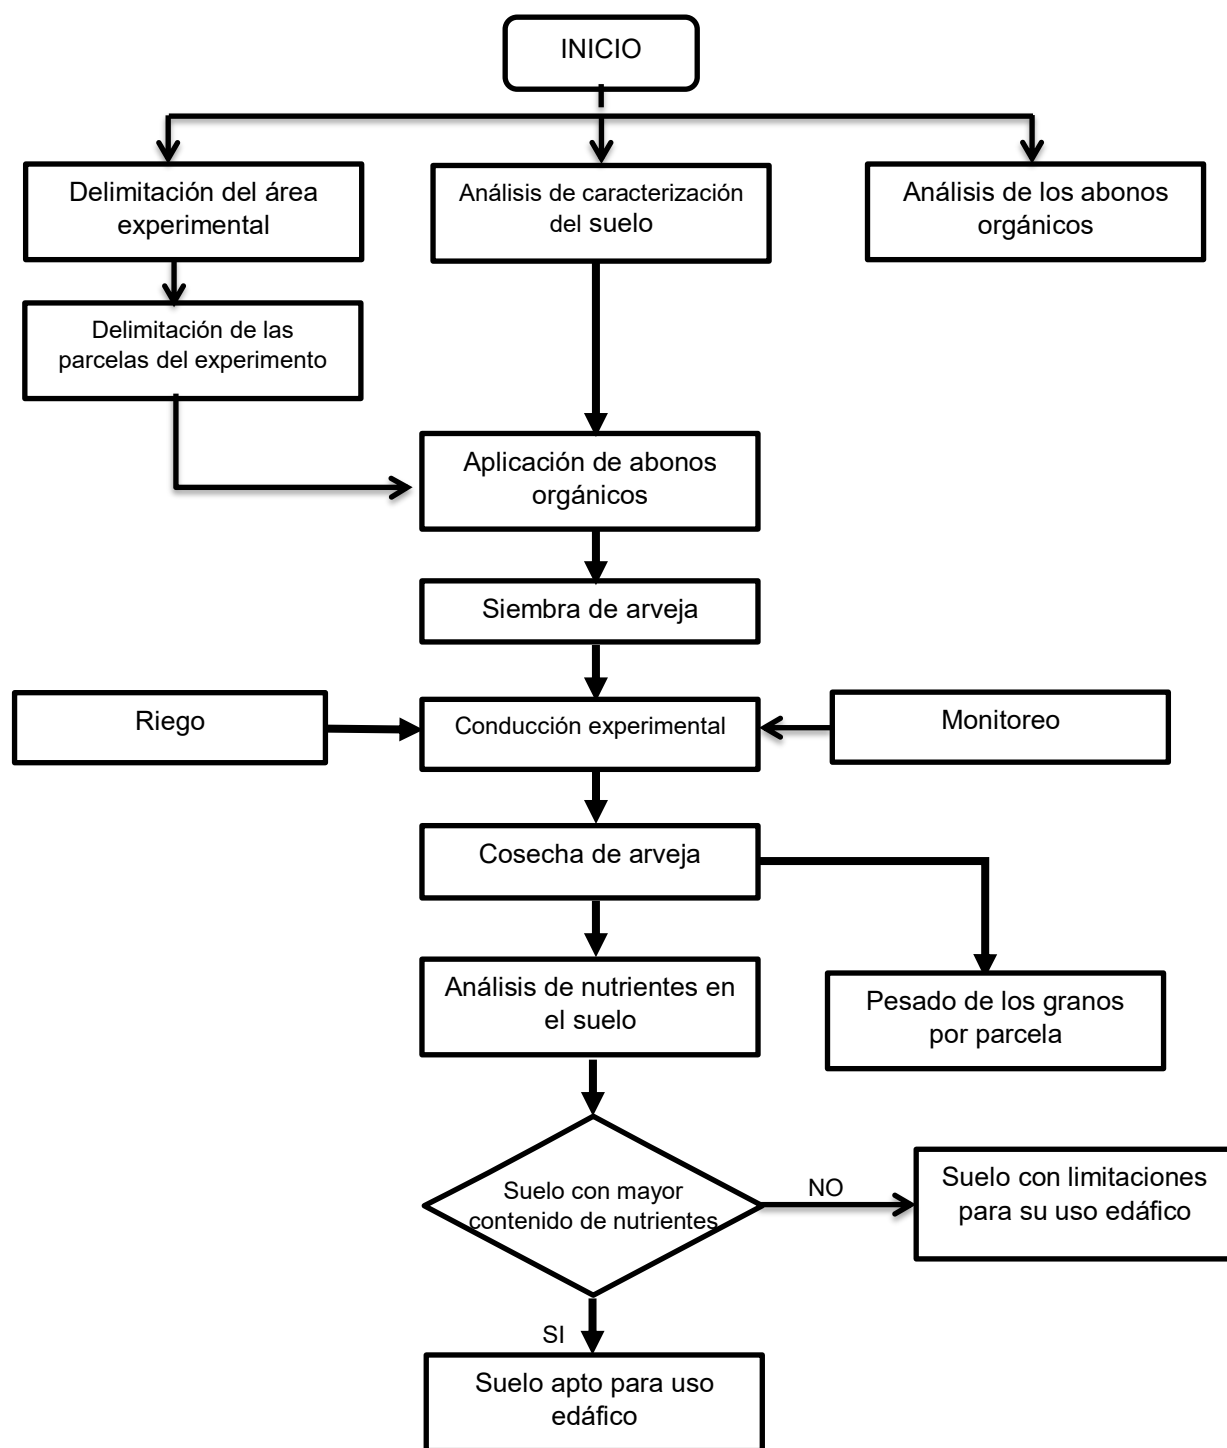 INICIO
Delimitación del área
experimental
Análisis de caracterización
del suelo
Análisis de los abonos
orgánicos
Delimitación de las
parcelas del experimento
Aplicación de abonos
orgánicos
Siembra de arveja
Riego
Conducción experimental
Monitoreo
Cosecha de arveja
Análisis de nutrientes en
el suelo
Pesado de los granos
por parcela
Suelo con mayor
contenido de nutrientes
NO
Suelo con limitaciones
para su uso edáfico
SI
Suelo apto para uso
edáfico